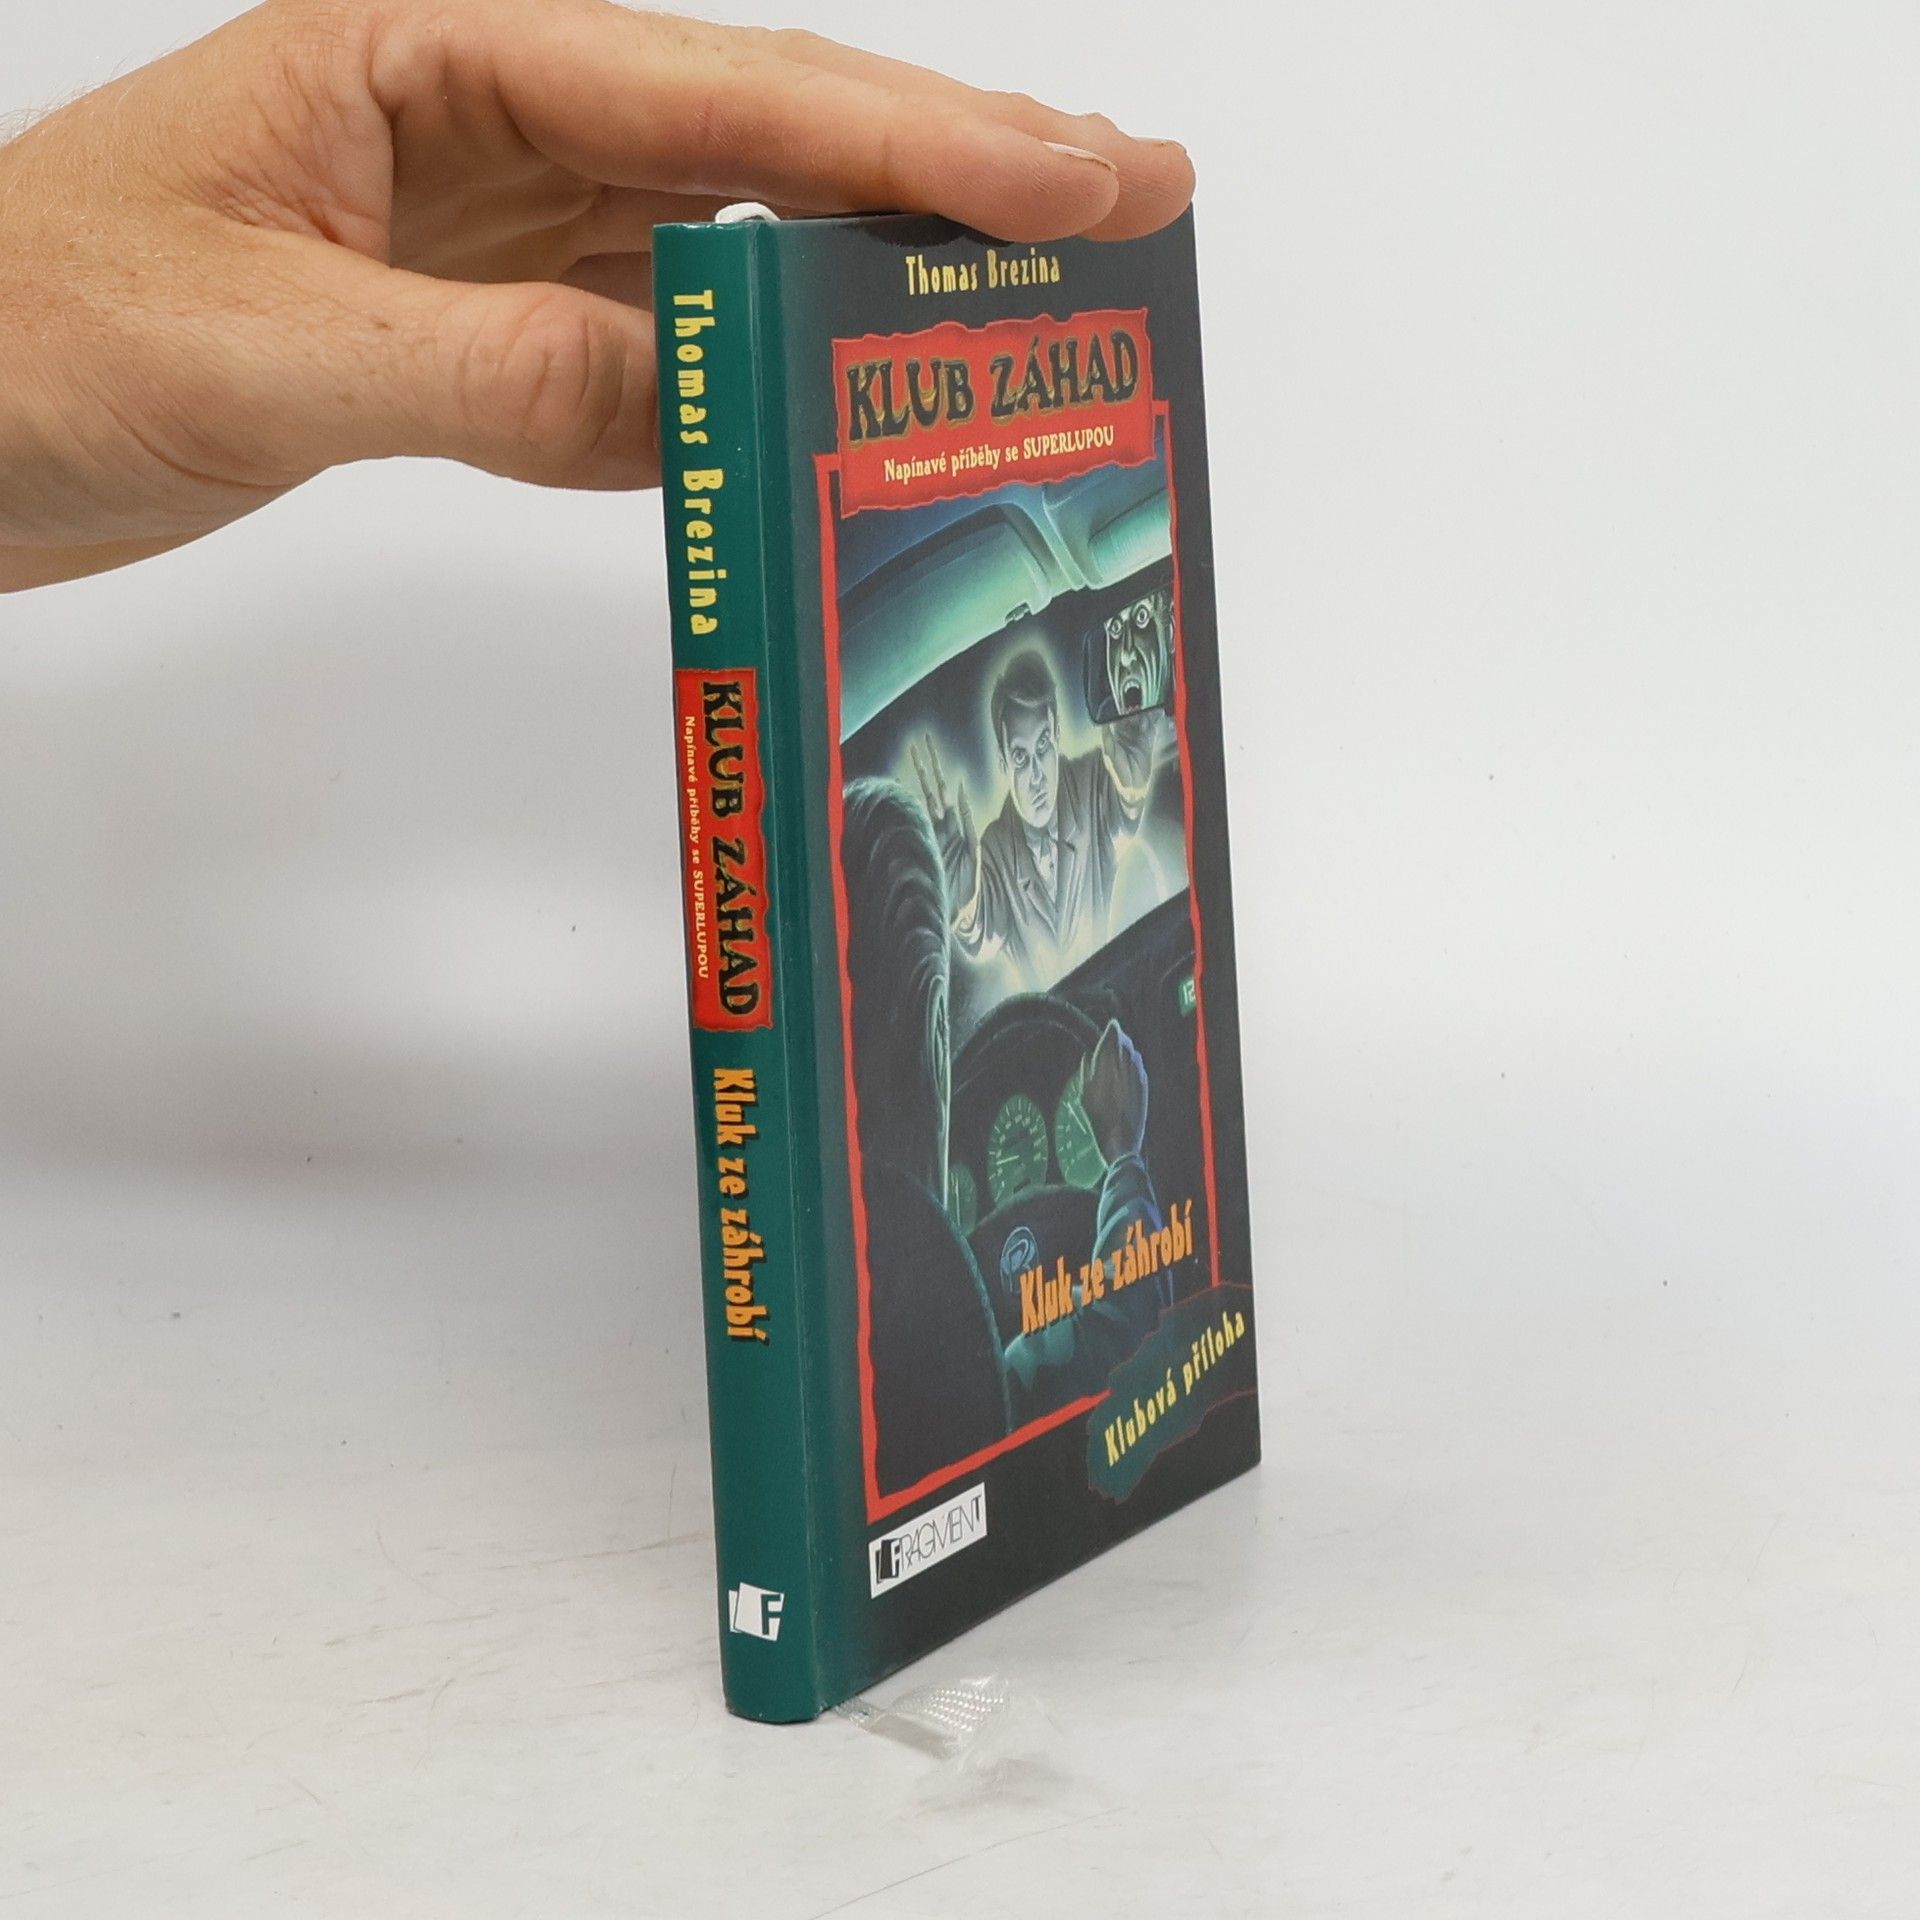 Thomas Brezina
KLUB ZÁHAD
Napínavé příběhy se SUPERLUPOU
Kluk ze záhrobí
F
Thomas Brezina
KLUB ZÁHAD
Napínavé příběhy se SUPERLUPOU
12
Kluk ze záhrobí
Klubová příloha
FRAGMENT